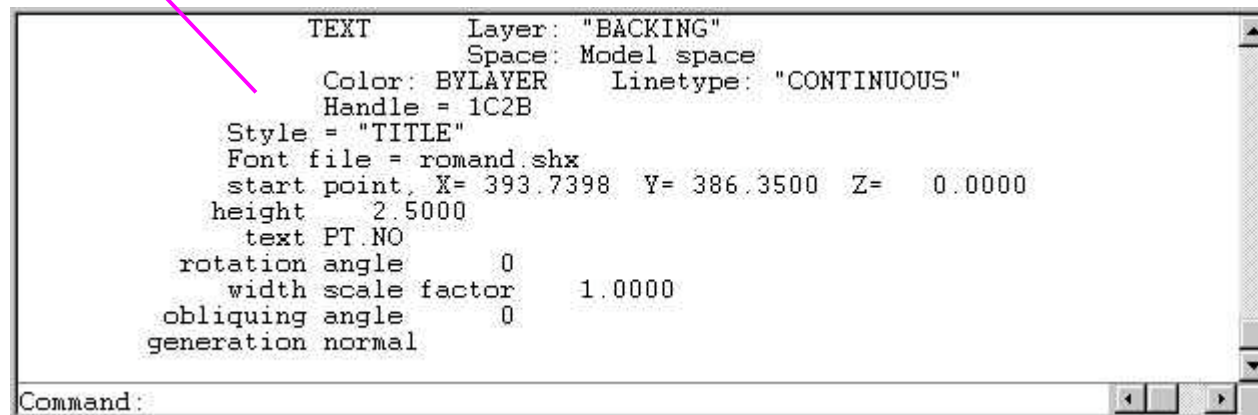 TEXT Layer: "BACKING"
Space: Model space
Color: BYLAYER Linetype: "CONTINUOUS"
Handle = 1C2B
Style = "TITLE"
Font file = romand.shx
start point, X= 393.7398 Y= 386.3500 Z= 0.0000
height 2.5000
text PT.NO
rotation angle 0
width scale factor 1.0000
obliquing angle 0
generation normal
Command: